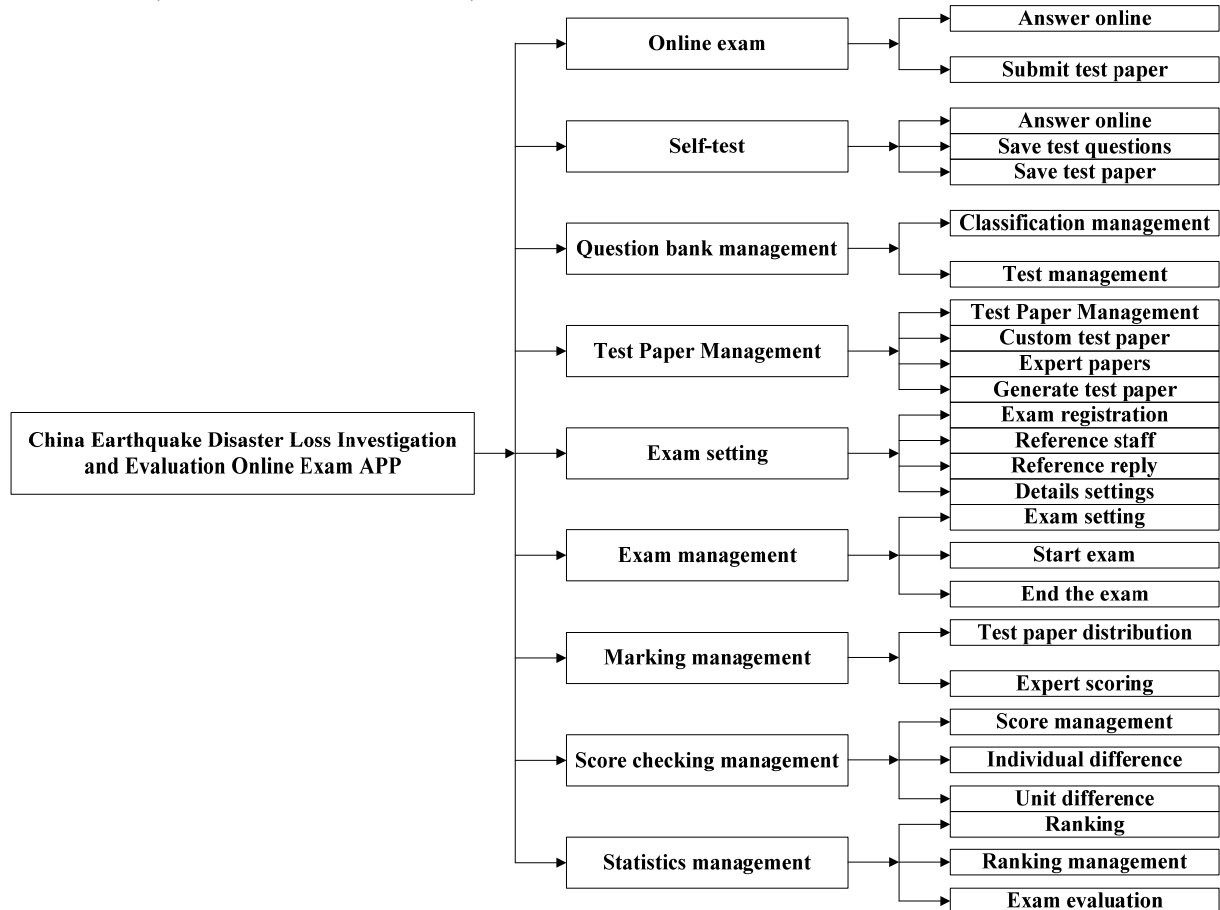 Online exam
Answer online
Submit test paper
Self-test
Answer online
Save test questions
Save test paper
Question bank management
Classification management
Test management
Test Paper Management
Test Paper Management
Custom test paper
Expert papers
Generate test paper
China Earthquake Disaster Loss Investigation
and Evaluation Online Exam APP
Exam setting
Exam registration
Reference staff
Reference reply
Details settings
Exam management
Exam setting
Start exam
End the exam
Marking management
Test paper distribution
Expert scoring
Score checking management
Score management
Individual difference
Unit difference
Statistics management
Ranking
Ranking management
Exam evaluation